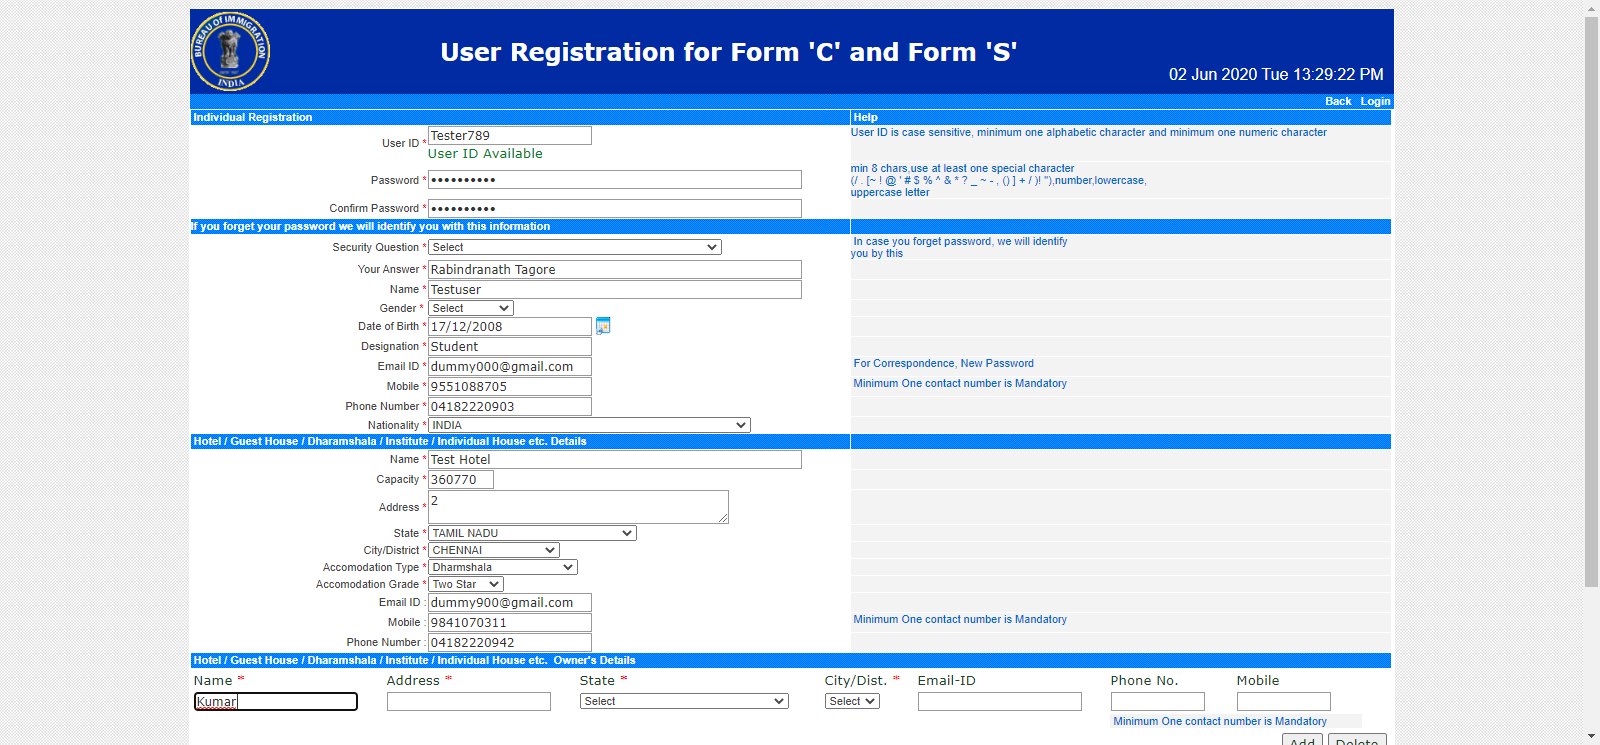 BUREAU OF IMMIGRATION
INDIA
User Registration for Form 'C' and Form 'S'
02 Jun 2020 Tue 13:29:22 PM
Back Login
Individual Registration Help
User ID * Tester789 User ID is case sensitive, minimum one alphabetic character and minimum one numeric character
User ID Available
Password * •••••••••• min 8 chars,use at least one special character
(/ . [~ ! @ ' # $ % ^ & * ? _ ~ - , () ] + / )! "),number,lowercase,
uppercase letter
Confirm Password * ••••••••••
If you forget your password we will identify you with this information
Security Question * Select In case you forget password, we will identify
you by this
Your Answer * Rabindranath Tagore
Name * Testuser
Gender * Select
Date of Birth * 17/12/2008
Designation * Student
Email ID * dummy000@gmail.com For Correspondence, New Password
Mobile * 9551088705 Minimum One contact number is Mandatory
Phone Number * 04182220903
Nationality * INDIA
Hotel / Guest House / Dharamshala / Institute / Individual House etc. Details
Name * Test Hotel
Capacity * 360770
Address * 2
State * TAMIL NADU
City/District * CHENNAI
Accomodation Type * Dharmshala
Accomodation Grade * Two Star
Email ID : dummy900@gmail.com
Mobile : 9841070311 Minimum One contact number is Mandatory
Phone Number : 04182220942
Hotel / Guest House / Dharamshala / Institute / Individual House etc. Owner's Details
Name * Address * State * City/Dist. * Email-ID Phone No. Mobile
Kumar Select Select
Minimum One contact number is Mandatory
Add Delete